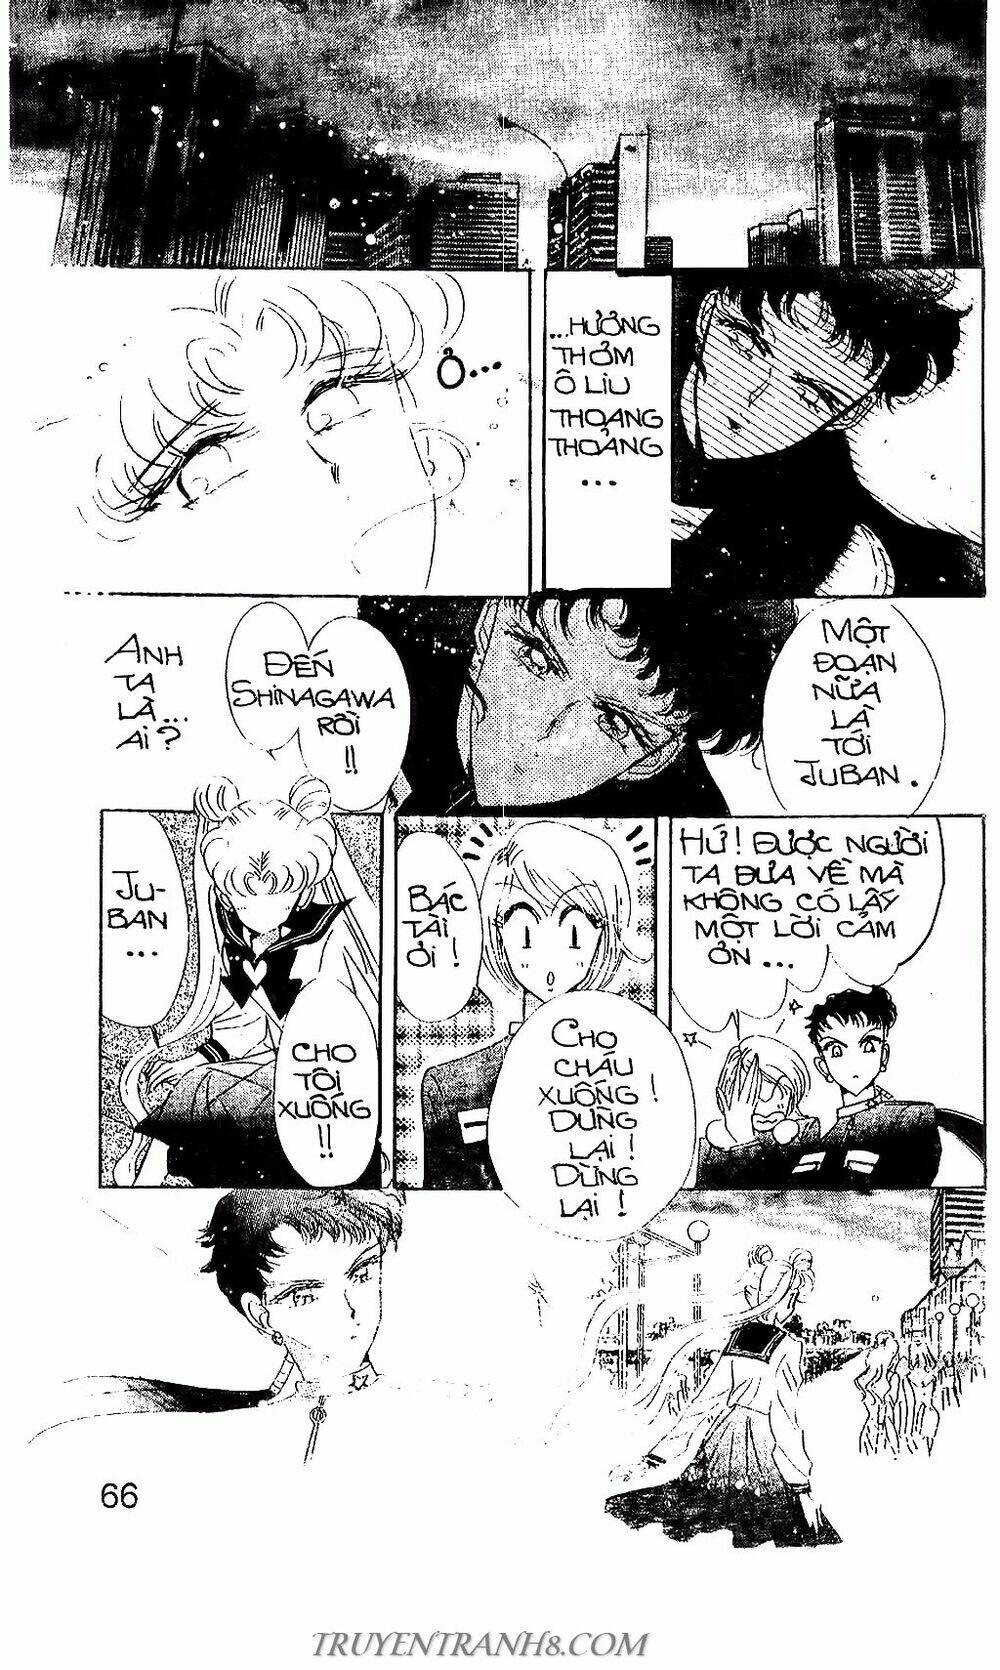 ...HƯƠNG
THƠM
Ô LIU
THOANG
THOẢNG
...
Ô...
MỘT
ĐOẠN
NỮA
LÀ
TỚI
JUBAN.
ĐẾN
SHINAGAWA
RỒI
!!
ANH
TA
LÀ...
AI?
HỨ! ĐƯỢC NGƯỜI
TA ĐƯA VỀ MÀ
KHÔNG CÓ LẤY
MỘT LỜI CẢM
ƠN...
BÁC
TÀI
ƠI!
CHO
CHÁU
XUỐNG!
DỪNG
LẠI!
DỪNG
LẠI!
JU-
BAN
...
CHO
TÔI
XUỐNG
!!
66
TRUYENTRANH8.COM